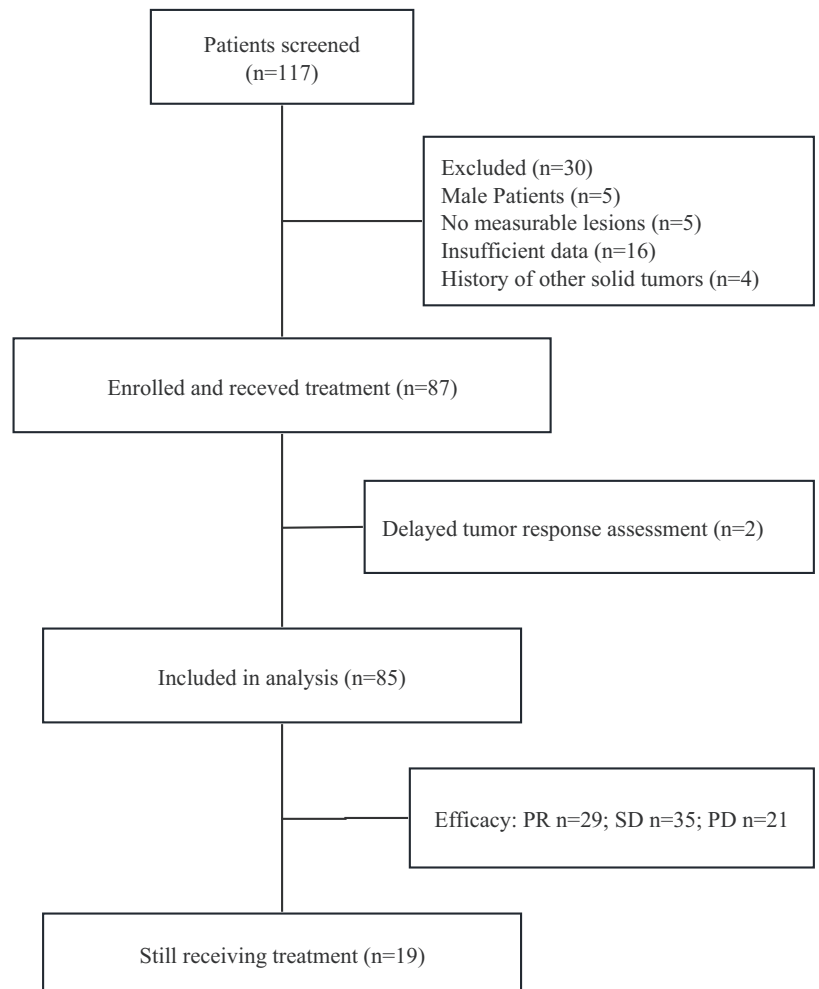 Patients screened
(n=117)
Excluded (n=30)
Male Patients (n=5)
No measurable lesions (n=5)
Insufficient data (n=16)
History of other solid tumors (n=4)
Enrolled and receved treatment (n=87)
Delayed tumor response assessment (n=2)
Included in analysis (n=85)
Efficacy: PR n=29; SD n=35; PD n=21
Still receiving treatment (n=19)